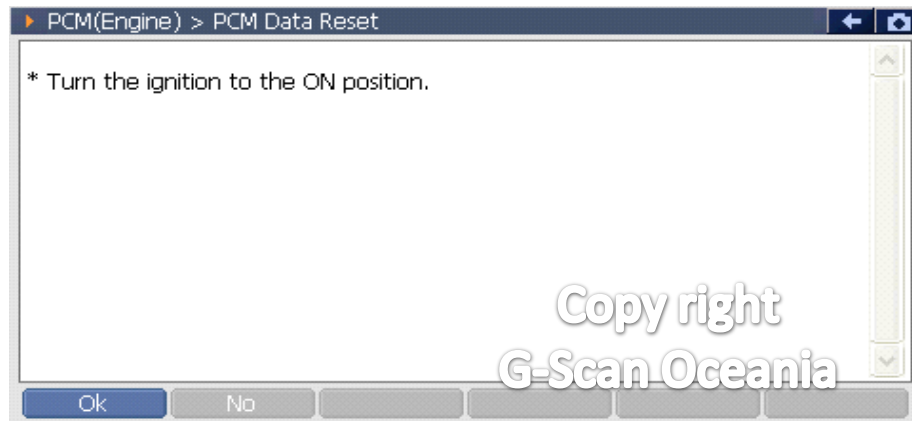 PCM(Engine) > PCM Data Reset
* Turn the ignition to the ON position.
Copy right
G-Scan Oceania
Ok No